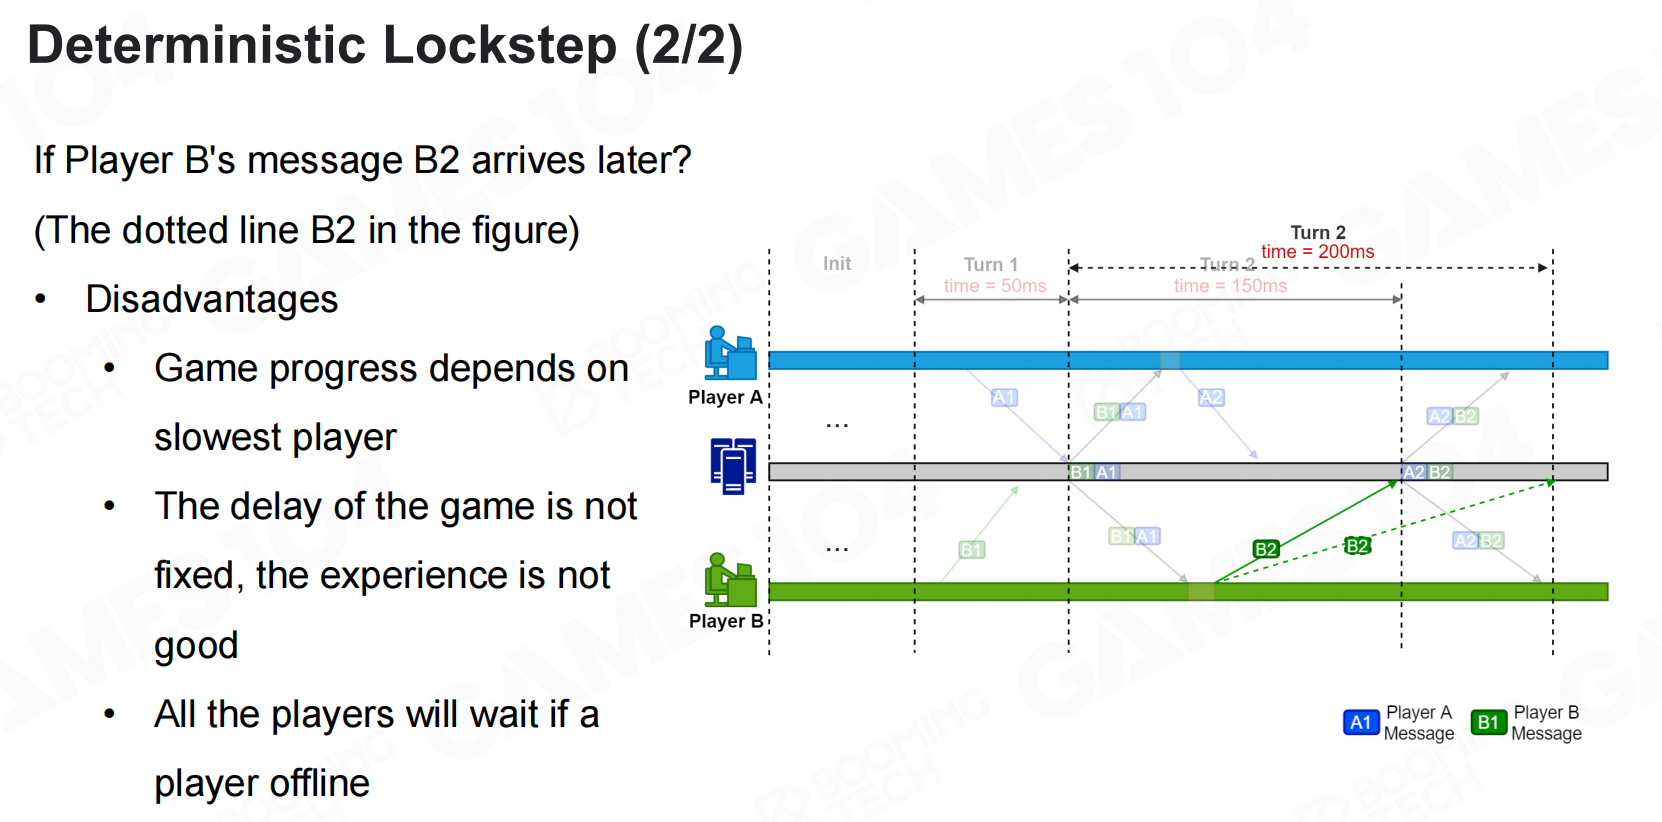 Deterministic Lockstep (2/2)
If Player B's message B2 arrives later?
(The dotted line B2 in the figure)
• Disadvantages
• Game progress depends on
slowest player
• The delay of the game is not
fixed, the experience is not
good
• All the players will wait if a
player offline
Turn 2
time = 200ms
Init
Turn 1
time = 50ms
Turn 2
time = 150ms
Player A
A1
B1 A1
A2
A2 B2
...
B1 A1
A2 B2
B1
B1 A1
B2
B2
A2 B2
...
Player B
A1 Player A
Message
B1 Player B
Message
GAMES104
BOOMING
TECH